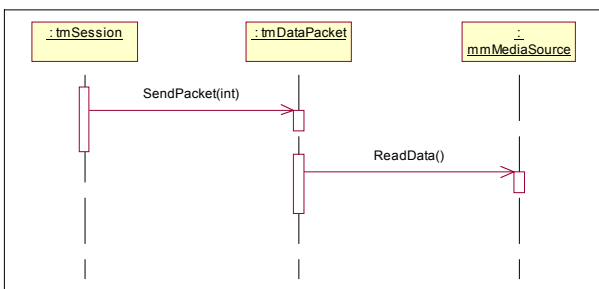 : tmSession
: tmDataPacket
:
mmMediaSource
SendPacket(int)
ReadData()